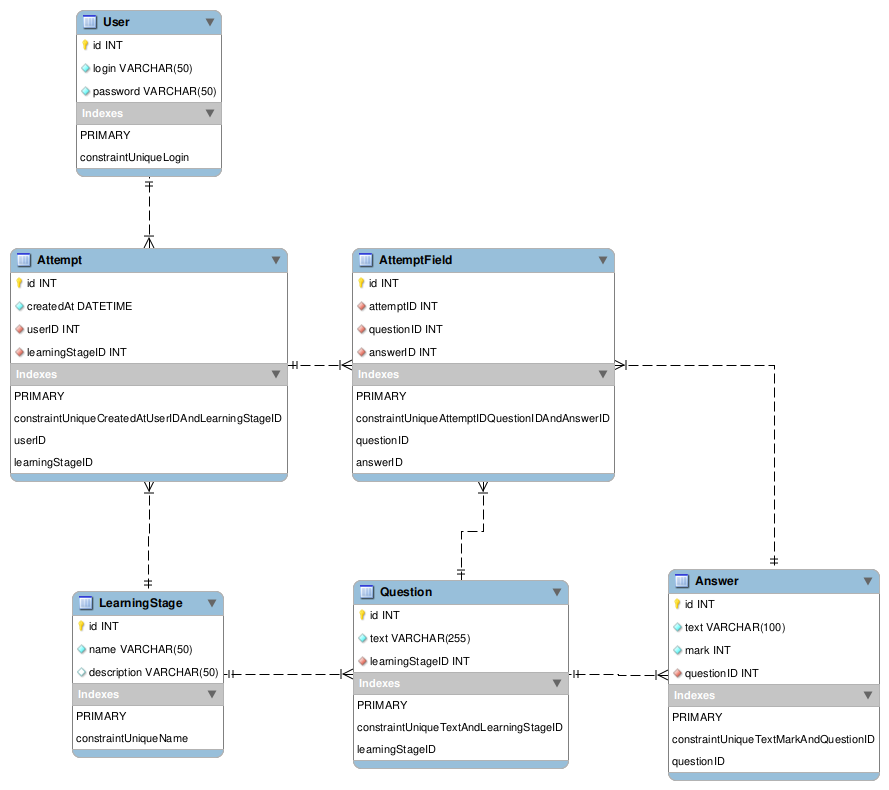 User
id INT
login VARCHAR(50)
password VARCHAR(50)
Indexes
PRIMARY
constraintUniqueLogin
Attempt
id INT
createdAt DATETIME
userID INT
learningStageID INT
Indexes
PRIMARY
constraintUniqueCreatedAtUserIDAndLearningStageID
userID
learningStageID
AttemptField
id INT
attemptID INT
questionID INT
answerID INT
Indexes
PRIMARY
constraintUniqueAttemptIDQuestionIDAndAnswerID
questionID
answerID
LearningStage
id INT
name VARCHAR(50)
description VARCHAR(50)
Indexes
PRIMARY
constraintUniqueName
Question
id INT
text VARCHAR(255)
learningStageID INT
Indexes
PRIMARY
constraintUniqueTextAndLearningStageID
learningStageID
Answer
id INT
text VARCHAR(100)
mark INT
questionID INT
Indexes
PRIMARY
constraintUniqueTextMarkAndQuestionID
questionID